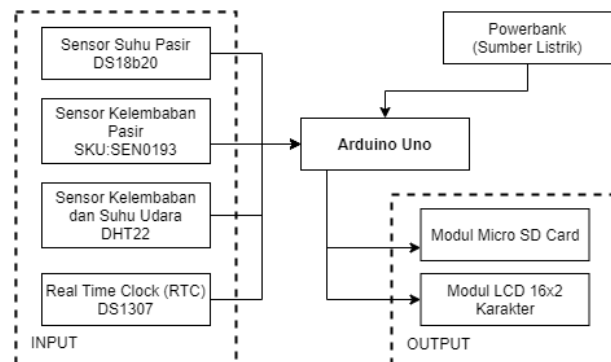 Sensor Suhu Pasir
DS18b20
Sensor Kelembaban
Pasir
SKU:SEN0193
Sensor Kelembaban
dan Suhu Udara
DHT22
Real Time Clock (RTC)
DS1307
INPUT
Powerbank
(Sumber Listrik)
Arduino Uno
Modul Micro SD Card
Modul LCD 16x2
Karakter
OUTPUT